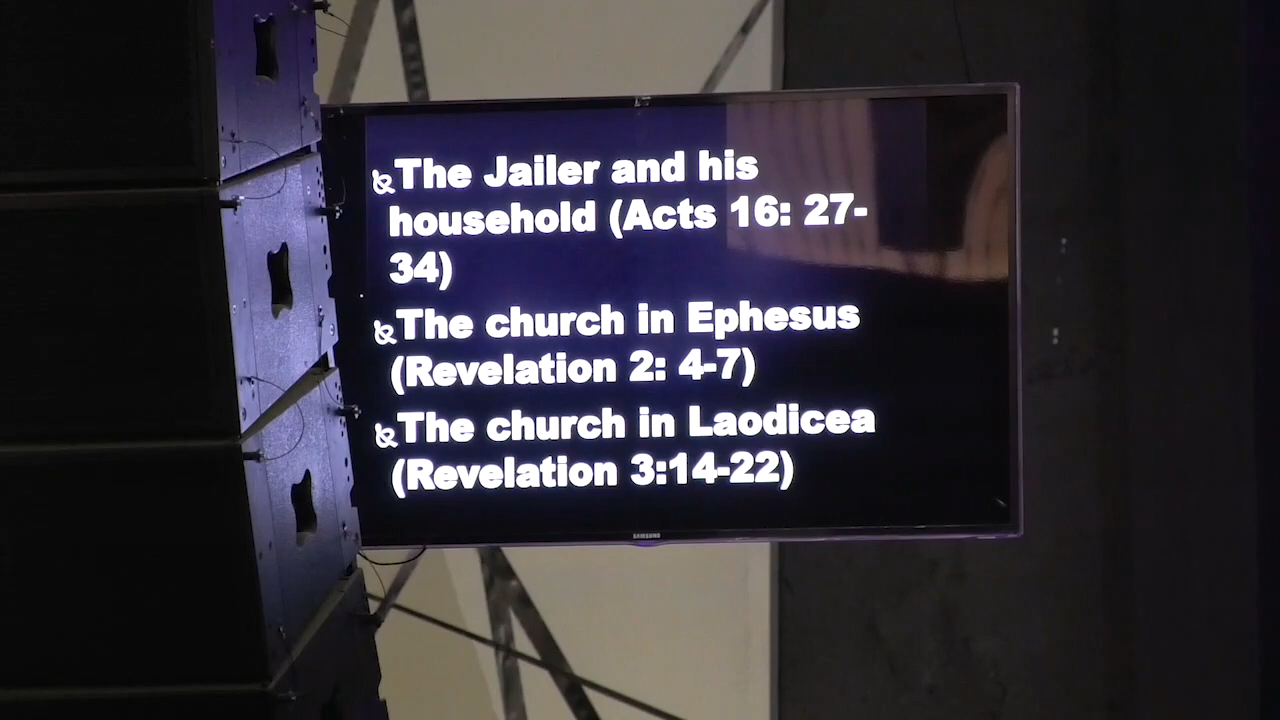 The Jailer and his
household (Acts 16: 27-
34)
The church in Ephesus
(Revelation 2: 4-7)
The church in Laodicea
(Revelation 3:14-22)
SAMSUNG